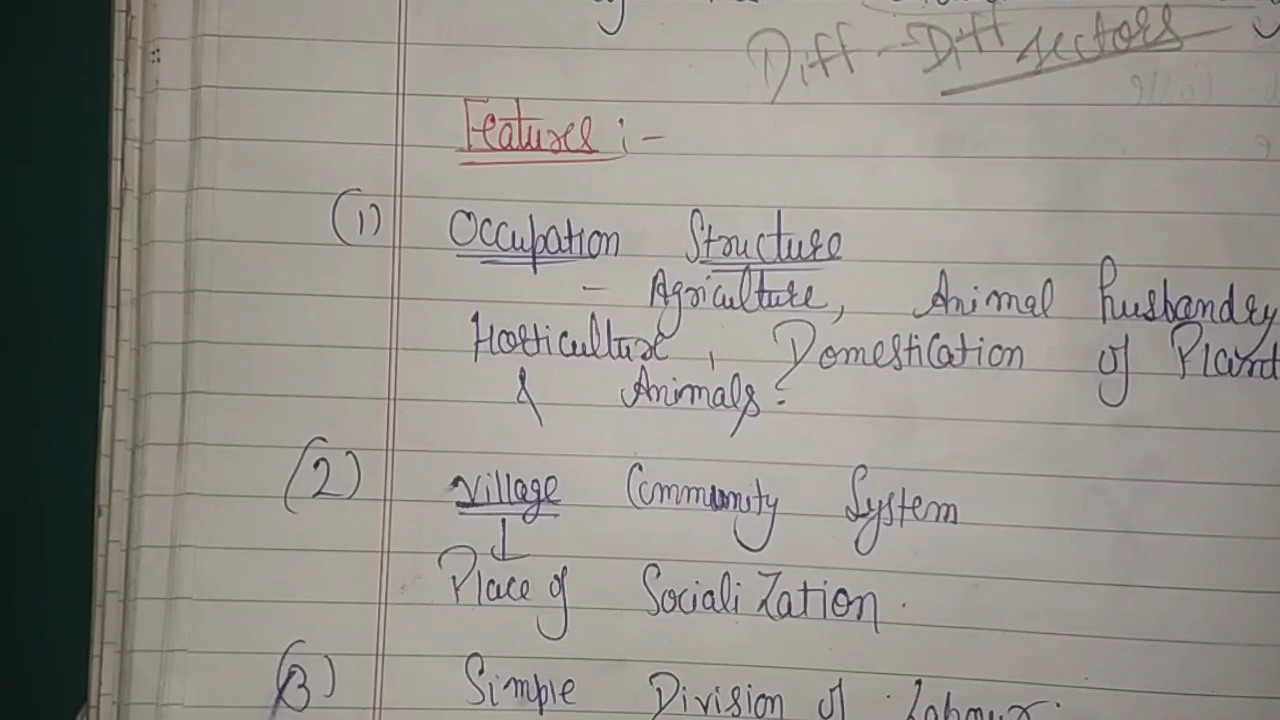 Diff-Diff sectors
Features :-
(1) Occupation Structure
- Agriculture, Animal husbandry
Horticulture, Domestication of Plant
& Animals.
(2) Village Community System
↓
Place of Socialization.
(3) Simple Division of Labour.